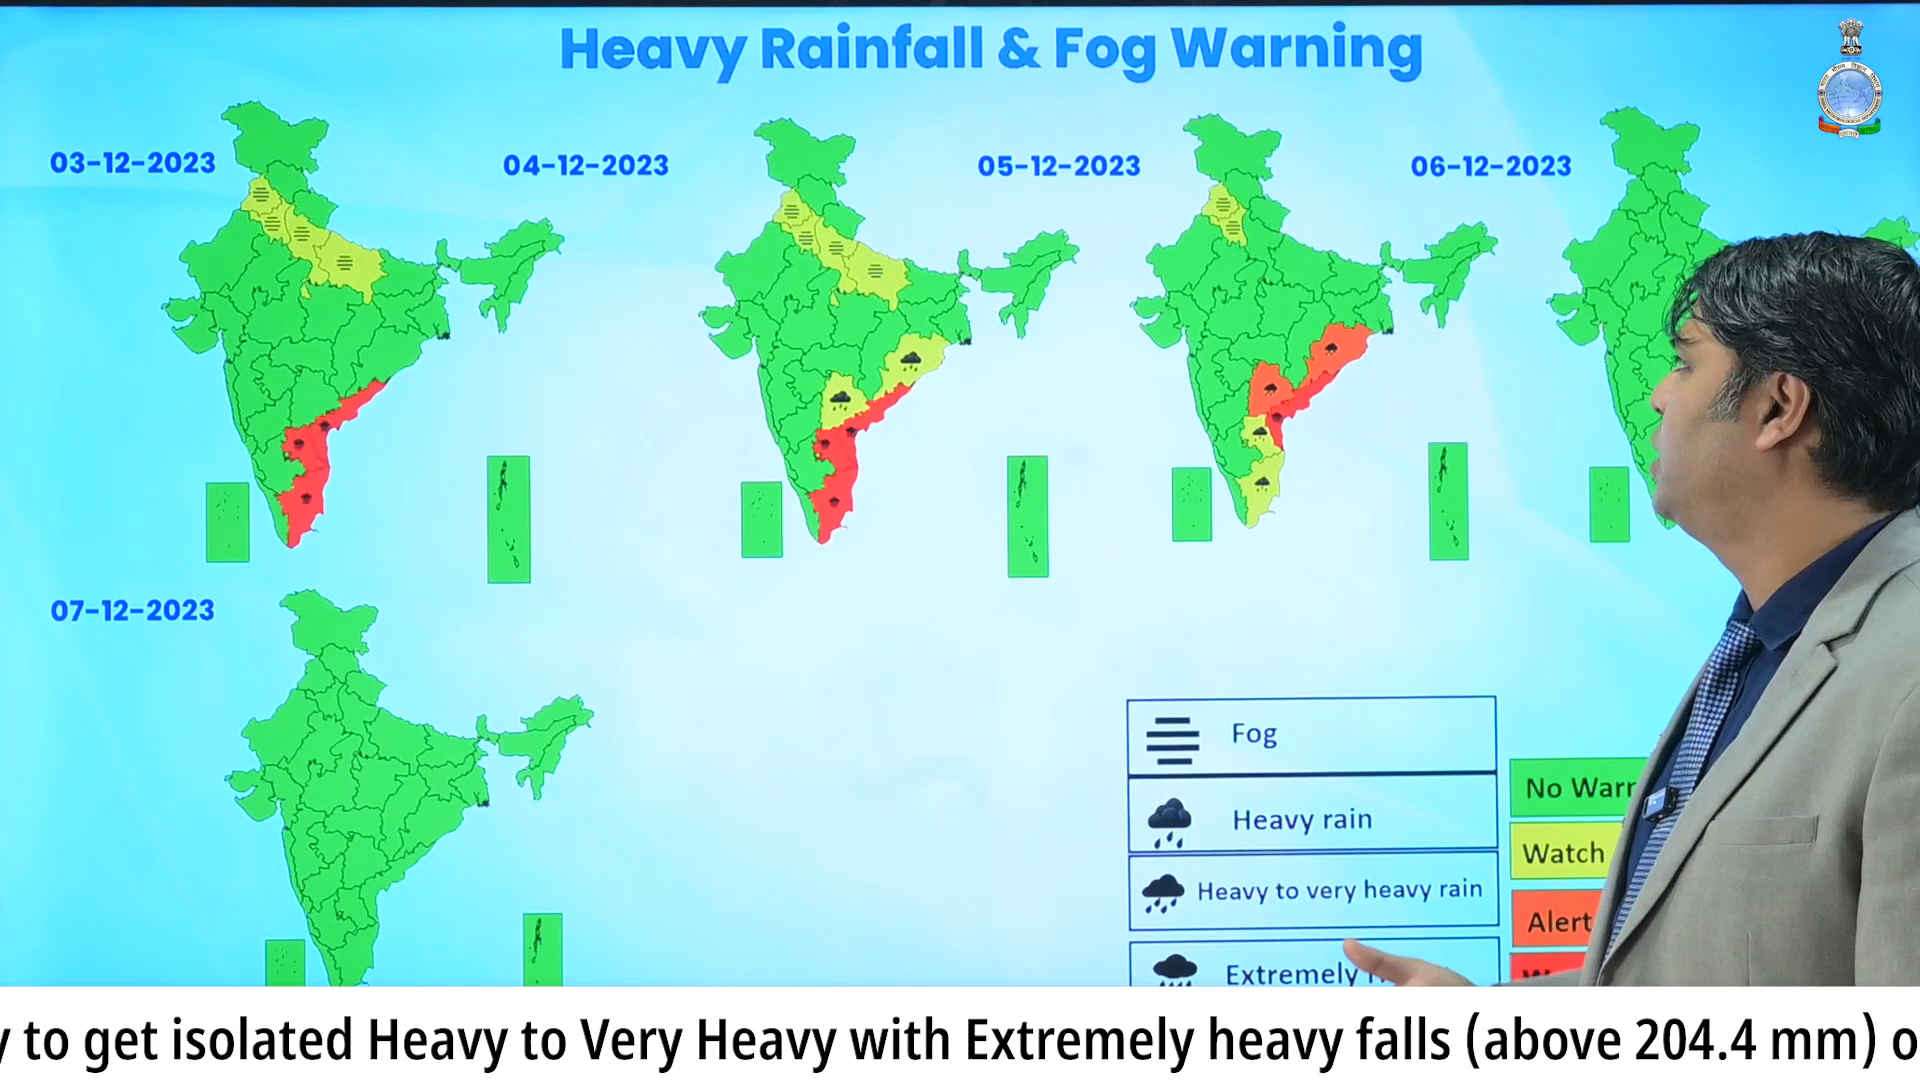 Heavy Rainfall & Fog Warning
03-12-2023
04-12-2023
05-12-2023
06-12-2023
07-12-2023
Fog
Heavy rain
Heavy to very heavy rain
Extremely
No Warr
Watch
Alert
y to get isolated Heavy to Very Heavy with Extremely heavy falls (above 204.4 mm) o